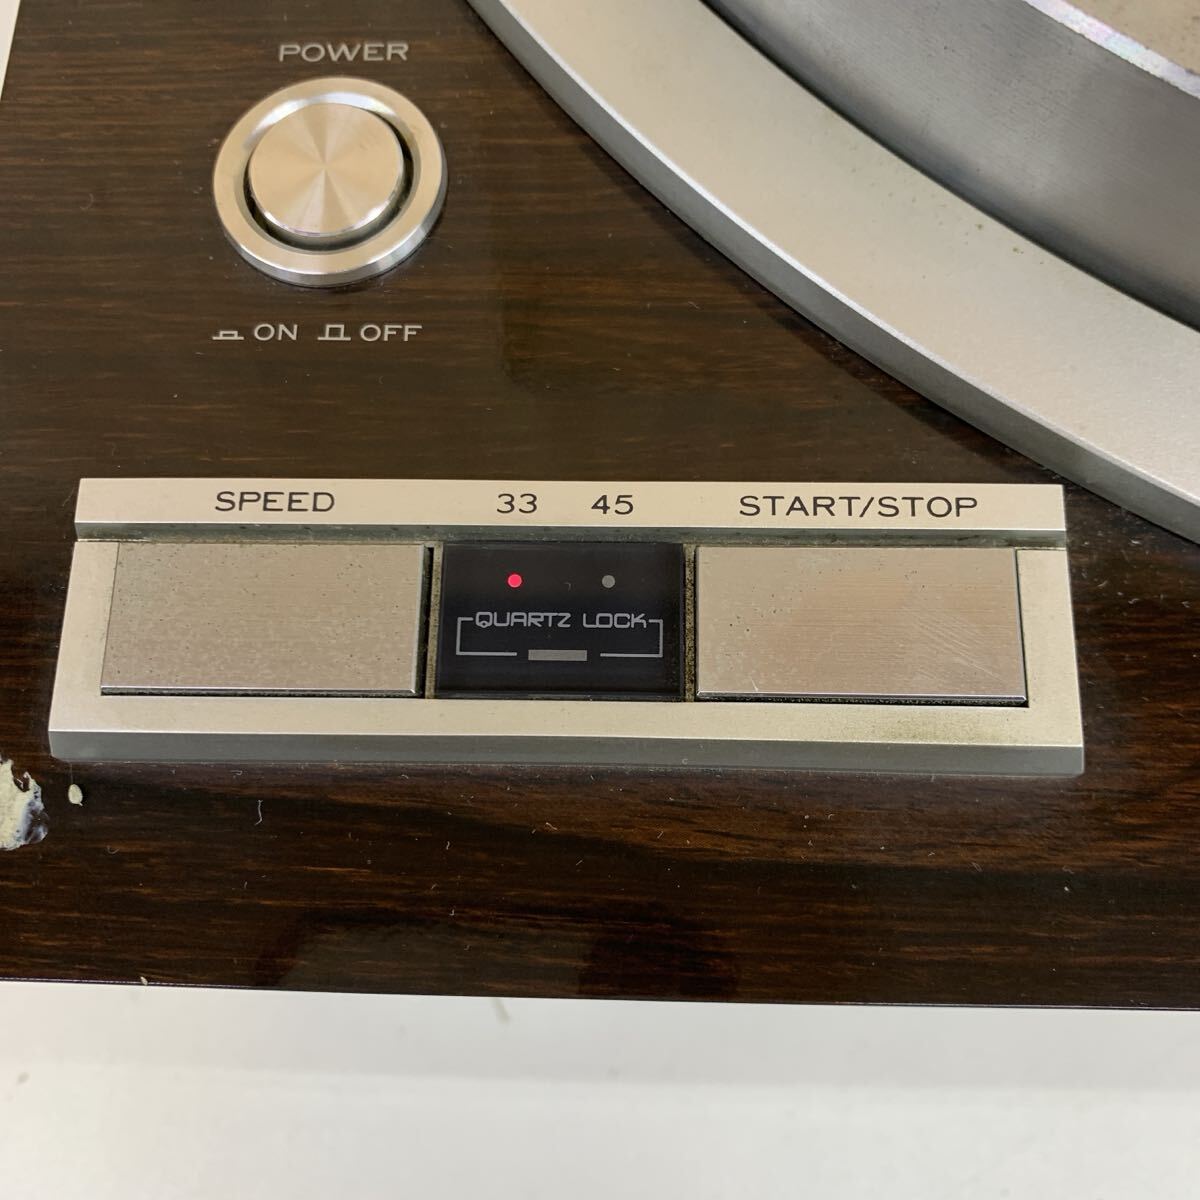 POWER
ON OFF
SPEED 33 45 START/STOP
QUARTZ LOCK